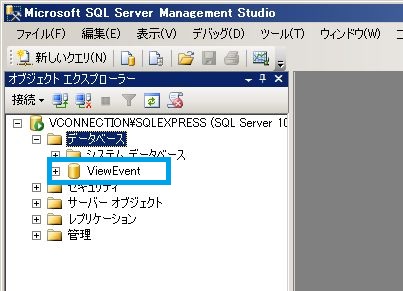 Microsoft SQL Server Management Studio
ファイル(F) 編集(E) 表示(V) デバッグ(D) ツール(T) ウィンドウ(W)
新しいクエリ(N)
オブジェクト エクスプローラー
接続
VCONNECTION¥SQLEXPRESS (SQL Server 10
データベース
システム データベース
ViewEvent
セキュリティ
サーバー オブジェクト
レプリケーション
管理